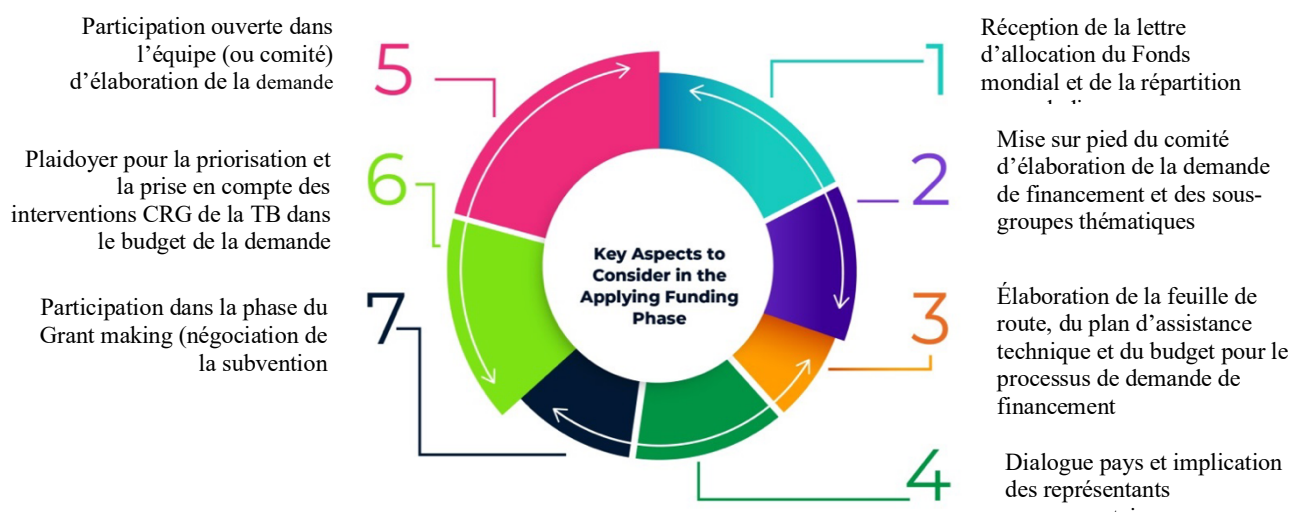 Participation ouverte dans
l'équipe (ou comité)
d'élaboration de la demande
5
Plaidoyer pour la priorisation et
la prise en compte des
interventions CRG de la TB dans
le budget de la demande
6
Participation dans la phase du
Grant making (négociation de
la subvention
7
Key Aspects to
Consider in the
Applying Funding
Phase
1
Réception de la lettre
d'allocation du Fonds
mondial et de la répartition
2
Mise sur pied du comité
d'élaboration de la demande
de financement et des sous-
groupes thématiques
3
Élaboration de la feuille de
route, du plan d'assistance
technique et du budget pour le
processus de demande de
financement
4
Dialogue pays et implication
des représentants